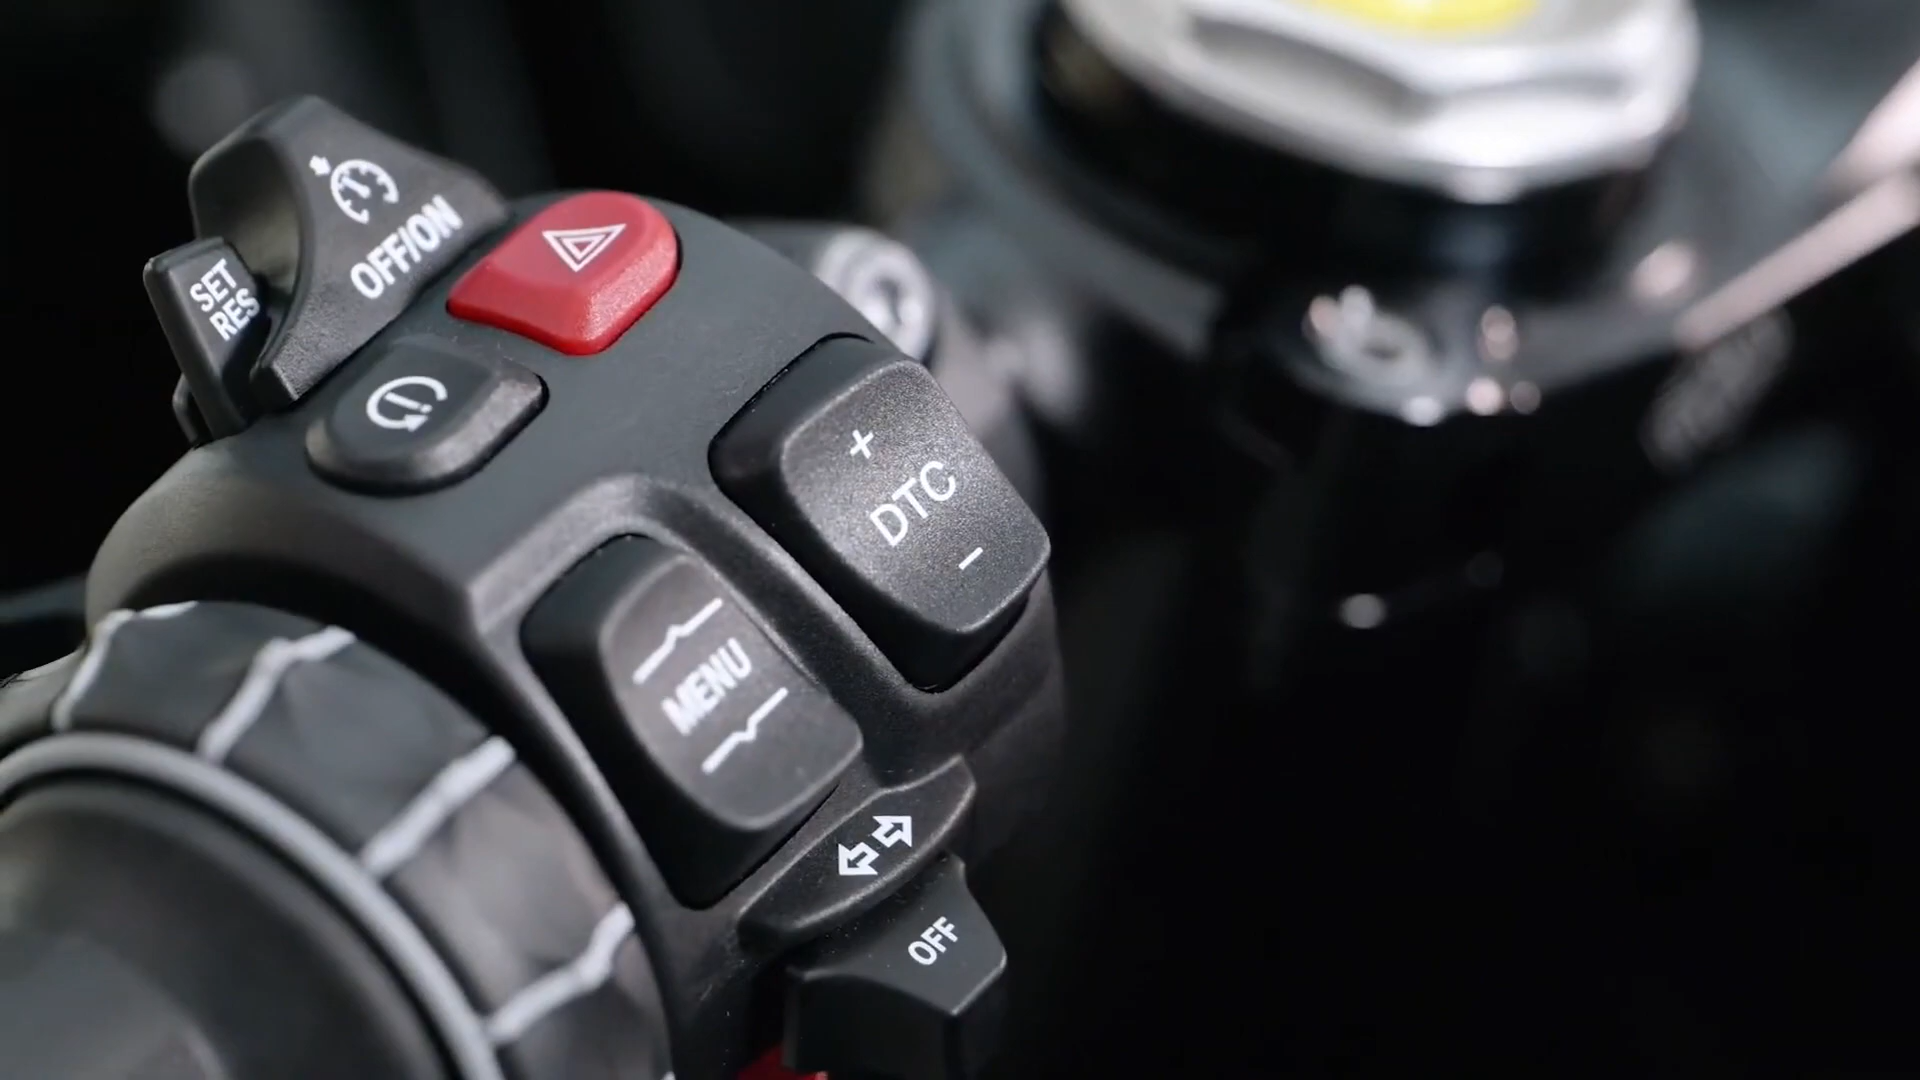 OFF/ON
SET
RES
+
DTC
−
MENU
OFF